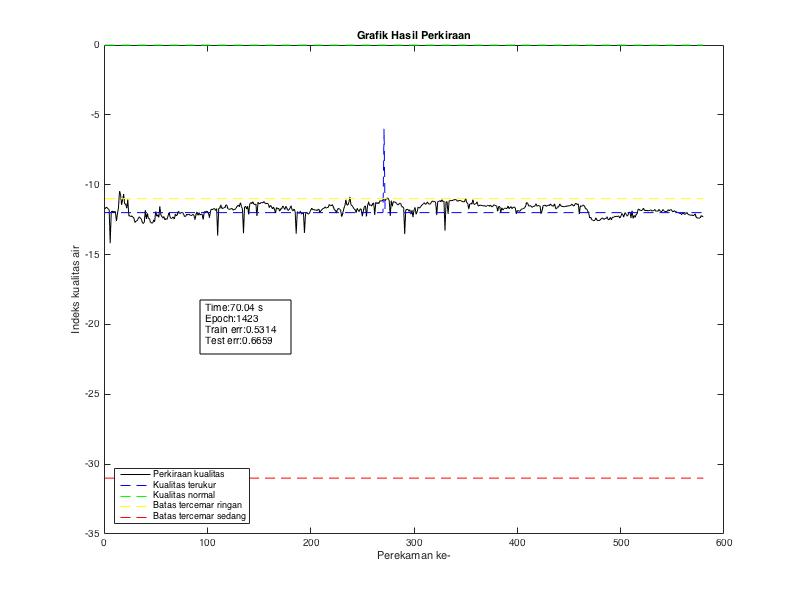 Grafik Hasil Perkiraan
0
-5
-10
-15
-20
-25
-30
-35
Indeks kualitas air
Time:70.04 s
Epoch:1423
Train err:0.5314
Test err:0.6659
Perkiraan kualitas
Kualitas terukur
Kualitas normal
Batas tercemar ringan
Batas tercemar sedang
0 100 200 300 400 500 600
Perekaman ke-